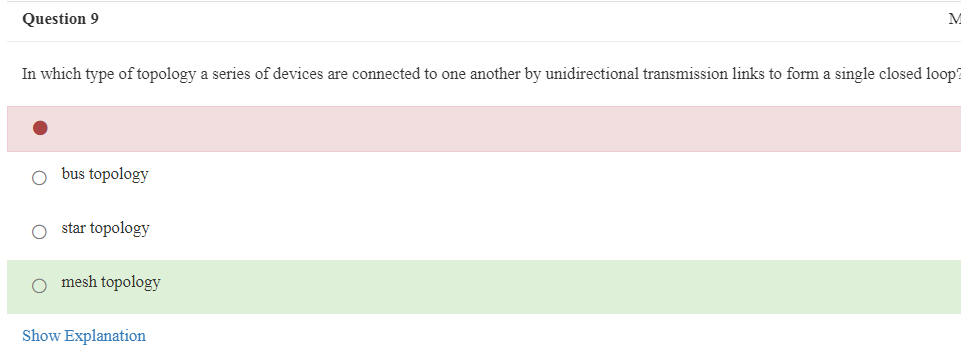 Question 9
M
In which type of topology a series of devices are connected to one another by unidirectional transmission links to form a single closed loop?
bus topology
star topology
mesh topology
Show Explanation